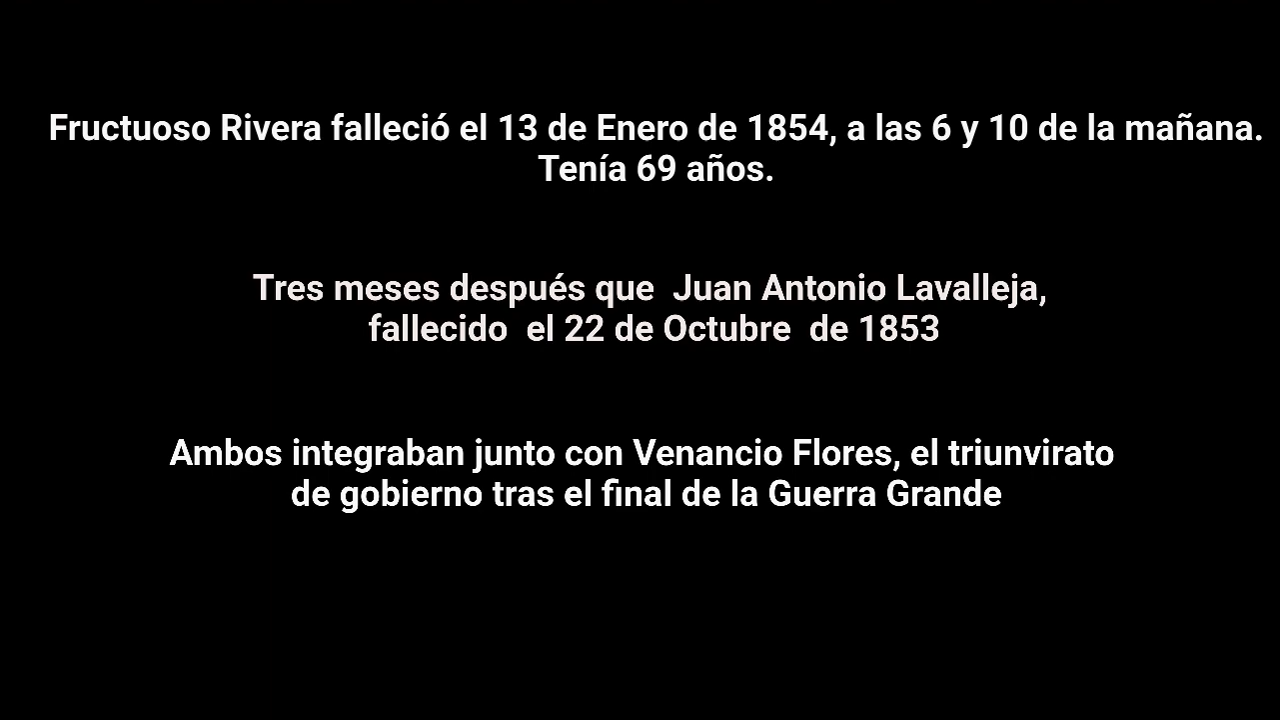 Fructuoso Rivera falleció el 13 de Enero de 1854, a las 6 y 10 de la mañana.
Tenía 69 años.
Tres meses después que  Juan Antonio Lavalleja,
fallecido  el 22 de Octubre  de 1853
Ambos integraban junto con Venancio Flores, el triunvirato
de gobierno tras el final de la Guerra Grande